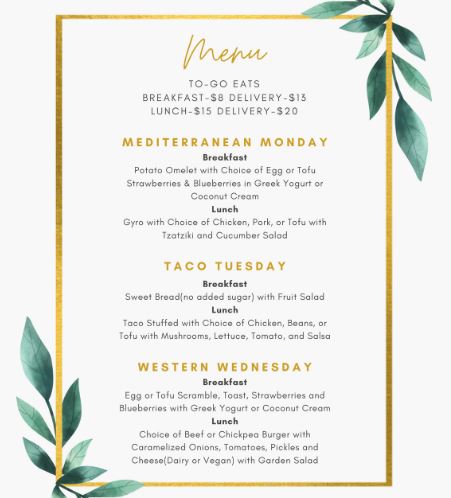 Menu
TO-GO EATS
BREAKFAST-$8 DELIVERY-$13
LUNCH-$15 DELIVERY-$20
MEDITERRANEAN MONDAY
Breakfast
Potato Omelet with Choice of Egg or Tofu
Strawberries & Blueberries in Greek Yogurt or
Coconut Cream
Lunch
Gyro with Choice of Chicken, Pork, or Tofu with
Tzatziki and Cucumber Salad
TACO TUESDAY
Breakfast
Sweet Bread(no added sugar) with Fruit Salad
Lunch
Taco Stuffed with Choice of Chicken, Beans, or
Tofu with Mushrooms, Lettuce, Tomato, and Salsa
WESTERN WEDNESDAY
Breakfast
Egg or Tofu Scramble, Toast, Strawberries and
Blueberries with Greek Yogurt or Coconut Cream
Lunch
Choice of Beef or Chickpea Burger with
Caramelized Onions, Tomatoes, Pickles and
Cheese(Dairy or Vegan) with Garden Salad